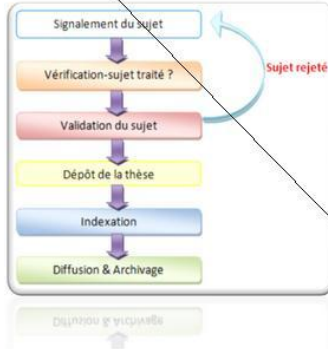 Signalement du sujet
Vérification-sujet traité ?
Sujet rejeté
Validation du sujet
Dépôt de la thèse
Indexation
Diffusion & Archivage